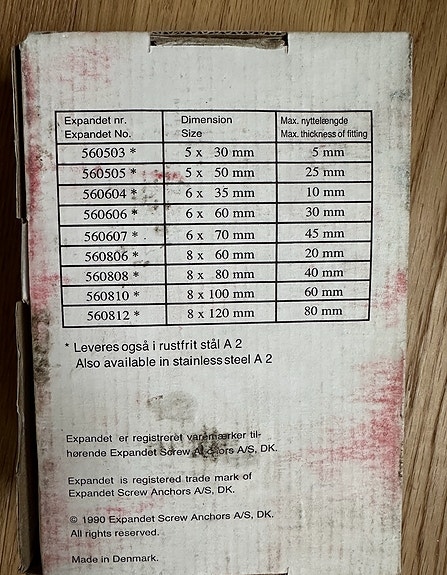 Expandet nr. Dimension Max. nyttelængde
Expandet No. Size Max. thickness of fitting
560503 * 5 x 30 mm 5 mm
560505 * 5 x 50 mm 25 mm
560604 * 6 x 35 mm 10 mm
560606 * 6 x 60 mm 30 mm
560607 * 6 x 70 mm 45 mm
560806 * 8 x 60 mm 20 mm
560808 * 8 x 80 mm 40 mm
560810 * 8 x 100 mm 60 mm
560812 * 8 x 120 mm 80 mm
* Leveres også i rustfrit stål A 2
Also available in stainless steel A 2
Expandet er registreret varemærker til-
hørende Expandet Screw Anchors A/S, DK.
Expandet is registered trade mark of
Expandet Screw Anchors A/S, DK.
© 1990 Expandet Screw Anchors A/S, DK.
All rights reserved.
Made in Denmark.